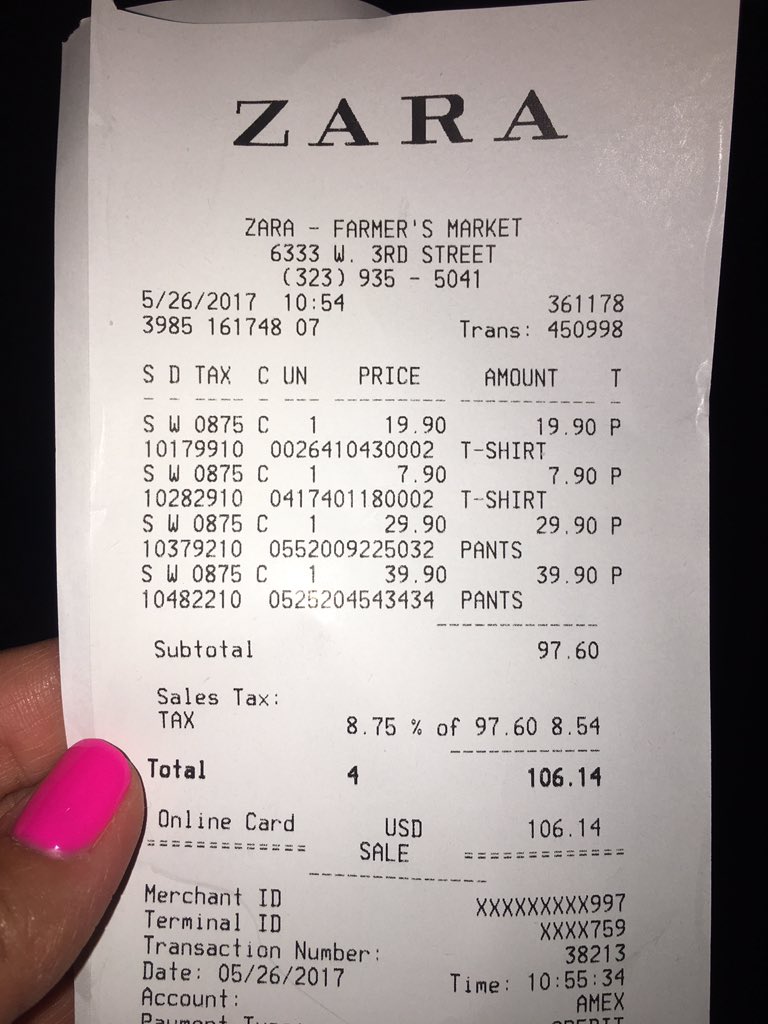 ZARA
ZARA - FARMER'S MARKET
6333 W. 3RD STREET
(323) 935 - 5041
5/26/2017 10:54 361178
3985 161748 07 Trans: 450998
S D TAX C UN PRICE AMOUNT T
S W 0875 C 1 19.90 19.90 P
10179910 0026410430002 T-SHIRT
S W 0875 C 1 7.90 7.90 P
10282910 0417401180002 T-SHIRT
S W 0875 C 1 29.90 29.90 P
10379210 0552009225032 PANTS
S W 0875 C 1 39.90 39.90 P
10482210 0525204543434 PANTS
Subtotal 97.60
Sales Tax:
TAX 8.75 % of 97.60 8.54
Total 4 106.14
Online Card USD 106.14
============= SALE =============
Merchant ID XXXXXXXXX997
Terminal ID XXXX759
Transaction Number: 38213
Date: 05/26/2017 Time: 10:55:34
Account: AMEX